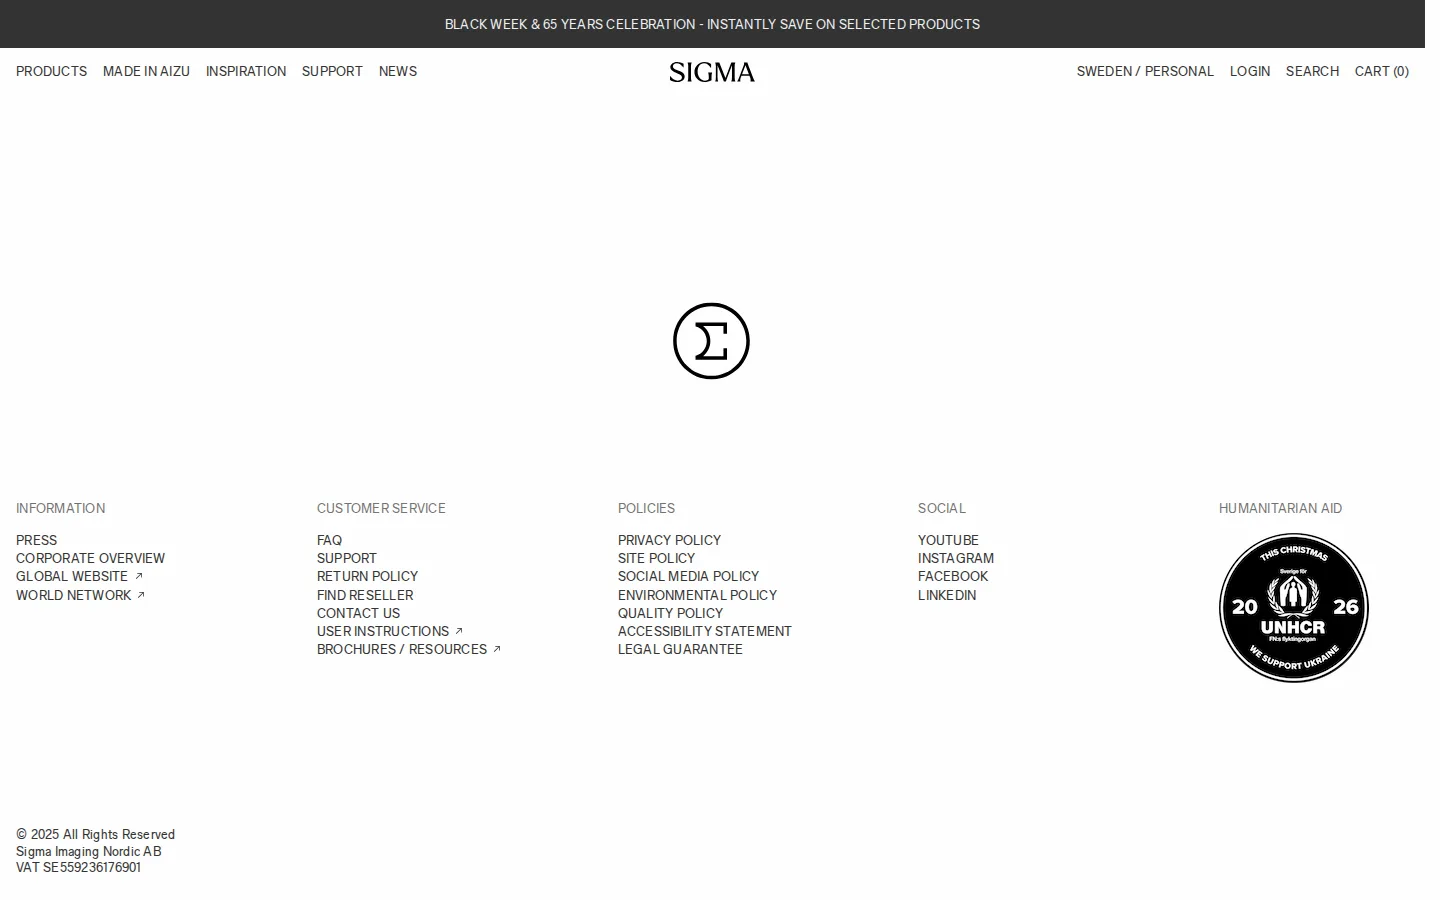 BLACK WEEK & 65 YEARS CELEBRATION - INSTANTLY SAVE ON SELECTED PRODUCTS
PRODUCTS MADE IN AIZU INSPIRATION SUPPORT NEWS
SIGMA
SWEDEN / PERSONAL LOGIN SEARCH CART (0)
Σ
INFORMATION
PRESS
CORPORATE OVERVIEW
GLOBAL WEBSITE ↗
WORLD NETWORK ↗
CUSTOMER SERVICE
FAQ
SUPPORT
RETURN POLICY
FIND RESELLER
CONTACT US
USER INSTRUCTIONS ↗
BROCHURES / RESOURCES ↗
POLICIES
PRIVACY POLICY
SITE POLICY
SOCIAL MEDIA POLICY
ENVIRONMENTAL POLICY
QUALITY POLICY
ACCESSIBILITY STATEMENT
LEGAL GUARANTEE
SOCIAL
YOUTUBE
INSTAGRAM
FACEBOOK
LINKEDIN
HUMANITARIAN AID
THIS CHRISTMAS
Sverige för
20 26
UNHCR
FN:s flyktingorgan
WE SUPPORT UKRAINE
© 2025 All Rights Reserved
Sigma Imaging Nordic AB
VAT SE559236176901